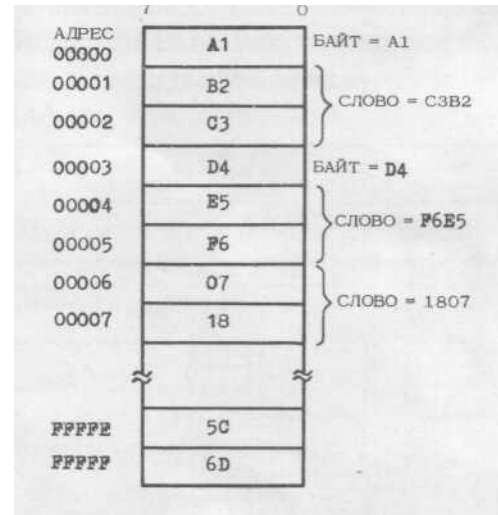 7 0
АДРЕС
00000 A1 БАЙТ = A1
00001 B2
СЛОВО = C3B2
00002 C3
00003 D4 БАЙТ = D4
00004 E5
СЛОВО = F6E5
00005 F6
00006 07
СЛОВО = 1807
00007 18
FFFFE 5C
FFFFF 6D